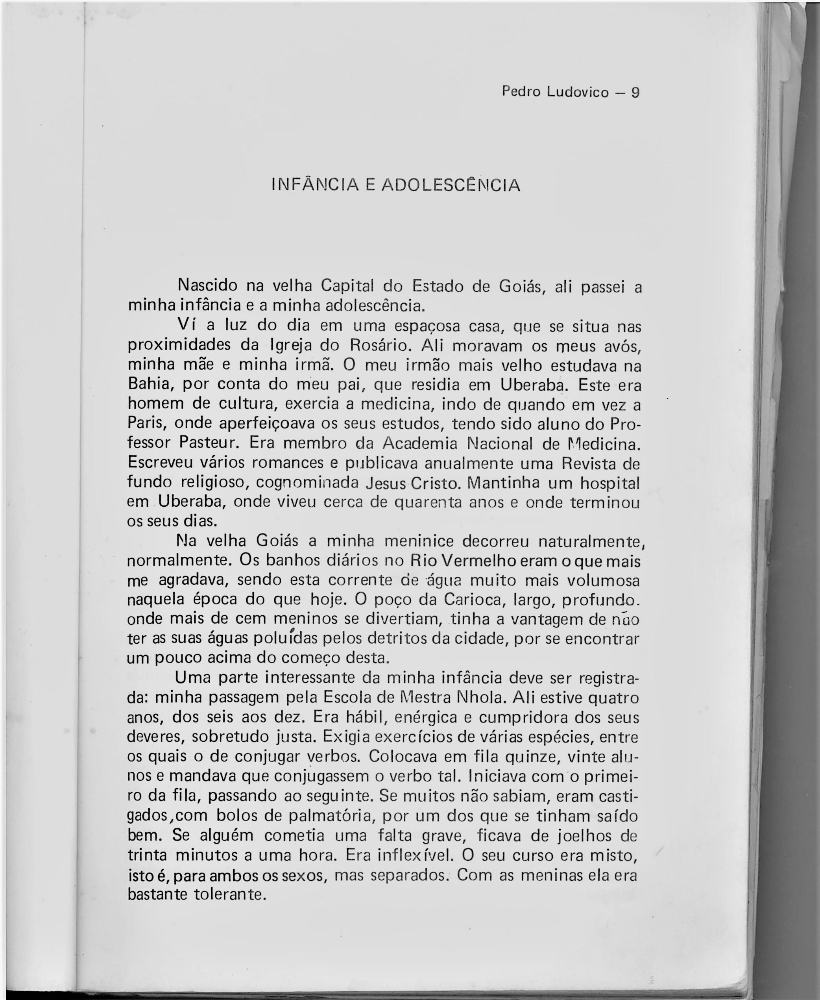 Pedro Ludovico — 9
INFÂNCIA E ADOLESCÊNCIA
Nascido na velha Capital do Estado de Goiás, ali passei a
minha infância e a minha adolescência.
Ví a luz do dia em uma espaçosa casa, que se situa nas
proximidades da Igreja do Rosário. Ali moravam os meus avós,
minha mãe e minha irmã. O meu irmão mais velho estudava na
Bahia, por conta do meu pai, que residia em Uberaba. Este era
homem de cultura, exercia a medicina, indo de quando em vez a
Paris, onde aperfeiçoava os seus estudos, tendo sido aluno do Pro-
fessor Pasteur. Era membro da Academia Nacional de Medicina.
Escreveu vários romances e publicava anualmente uma Revista de
fundo religioso, cognominada Jesus Cristo. Mantinha um hospital
em Uberaba, onde viveu cerca de quarenta anos e onde terminou
os seus dias.
Na velha Goiás a minha meninice decorreu naturalmente,
normalmente. Os banhos diários no Rio Vermelho eram o que mais
me agradava, sendo esta corrente de água muito mais volumosa
naquela época do que hoje. O poço da Carioca, largo, profundo.
onde mais de cem meninos se divertiam, tinha a vantagem de não
ter as suas águas poluídas pelos detritos da cidade, por se encontrar
um pouco acima do começo desta.
Uma parte interessante da minha infância deve ser registra-
da: minha passagem pela Escola de Mestra Nhola. Ali estive quatro
anos, dos seis aos dez. Era hábil, enérgica e cumpridora dos seus
deveres, sobretudo justa. Exigia exercícios de várias espécies, entre
os quais o de conjugar verbos. Colocava em fila quinze, vinte alu-
nos e mandava que conjugassem o verbo tal. Iniciava com o primei-
ro da fila, passando ao seguinte. Se muitos não sabiam, eram casti-
gados,com bolos de palmatória, por um dos que se tinham saído
bem. Se alguém cometia uma falta grave, ficava de joelhos de
trinta minutos a uma hora. Era inflexível. O seu curso era misto,
isto é, para ambos os sexos, mas separados. Com as meninas ela era
bastante tolerante.